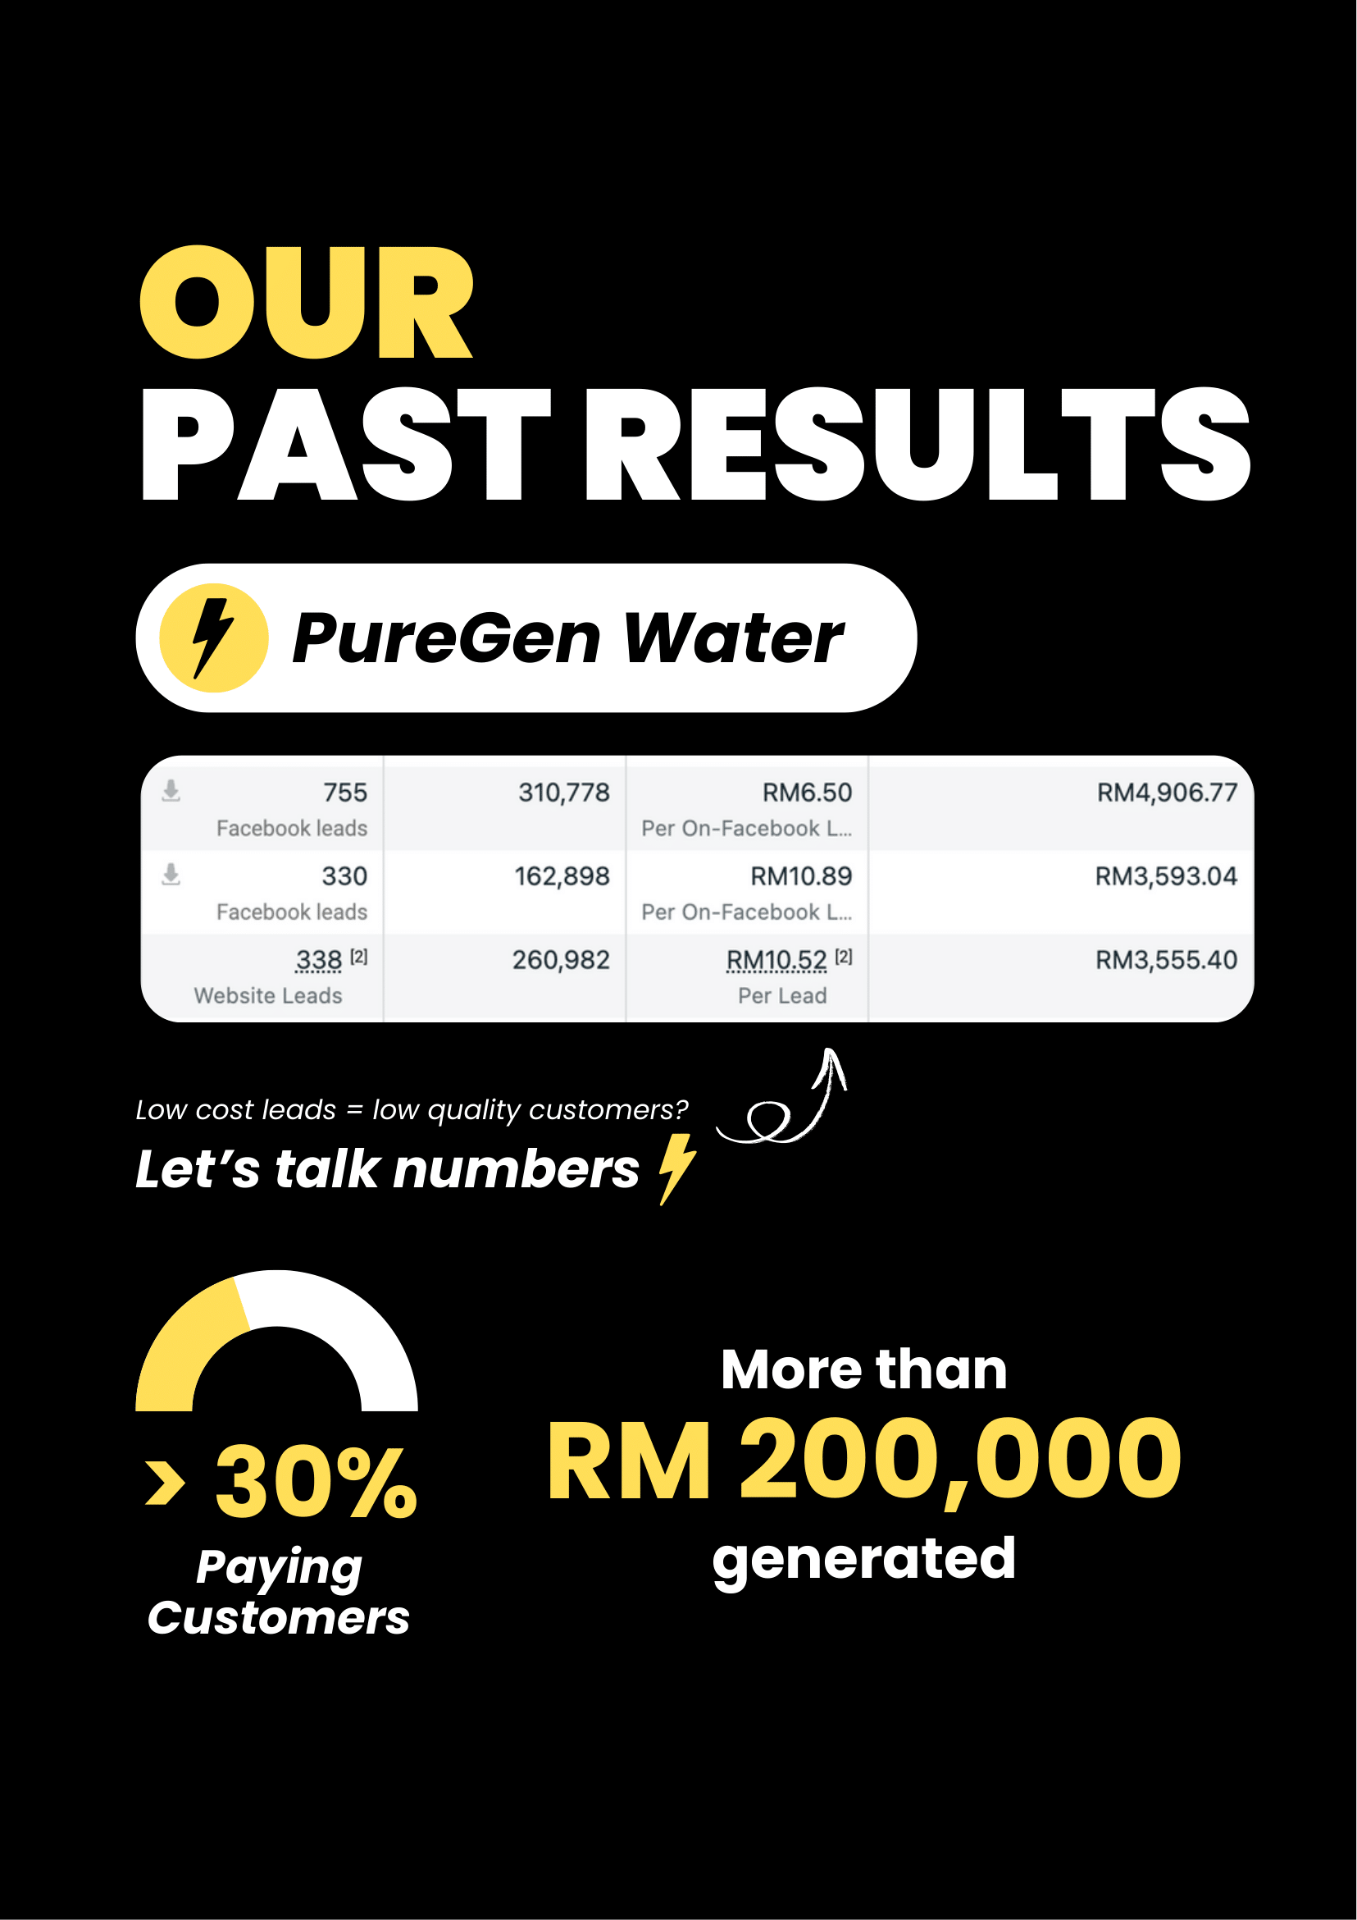 OUR
PAST RESULTS
PureGen Water
755 310,778 RM6.50 RM4,906.77
Facebook leads Per On-Facebook L...
330 162,898 RM10.89 RM3,593.04
Facebook leads Per On-Facebook L...
338 [2] 260,982 RM10.52 [2] RM3,555.40
Website Leads Per Lead
Low cost leads = low quality customers?
Let's talk numbers
> 30%
Paying
Customers
More than
RM 200,000
generated